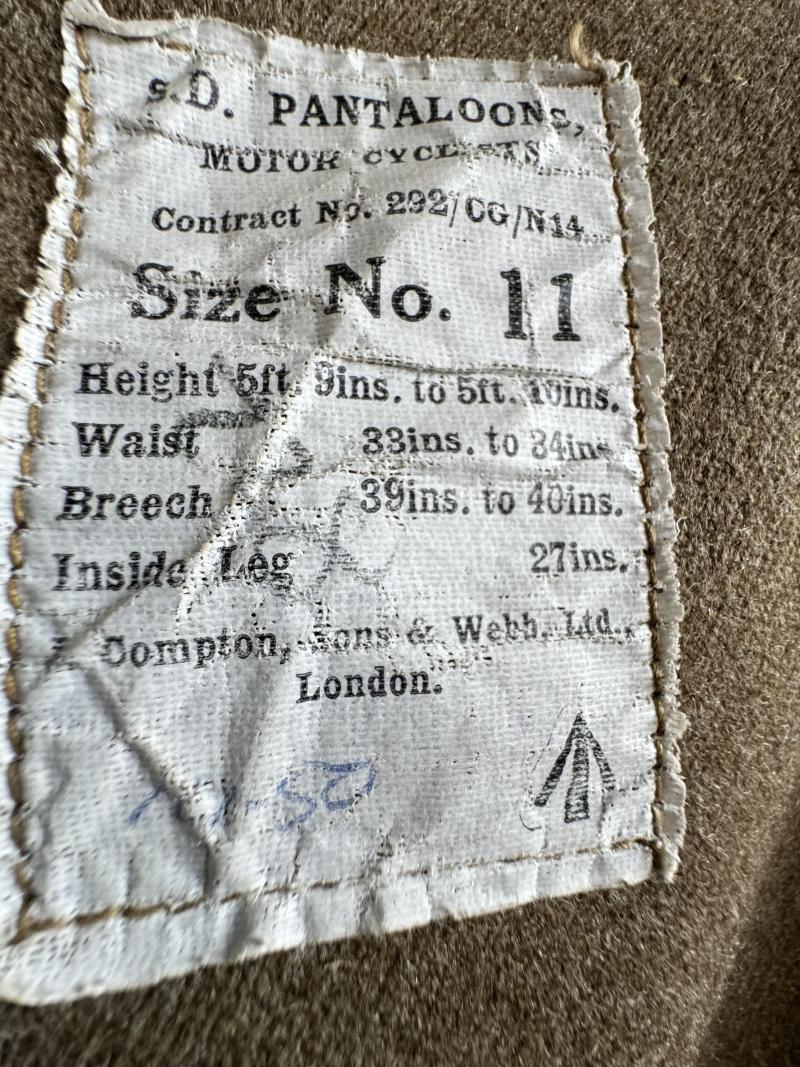 S.D. PANTALOONS,
MOTOR CYCLISTS
Contract No. 292/CG/N14
Size No. 11
Height 5ft. 9ins. to 5ft. 10ins.
Waist 33ins. to 34ins.
Breech 39ins. to 40ins.
Inside Leg 27ins.
Compton, Sons & Webb. Ltd.,
London.